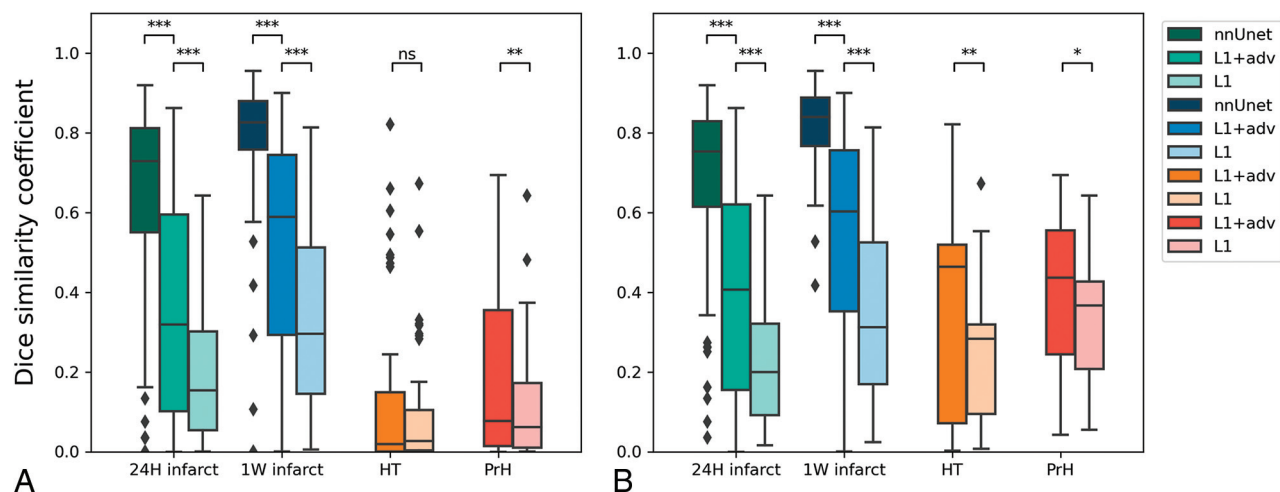 Dice similarity coefficient
1.0
0.8
0.6
0.4
0.2
0.0
***
***
***
***
ns
**
24H infarct
1W infarct
HT
PrH
A
1.0
0.8
0.6
0.4
0.2
0.0
***
***
***
***
**
*
24H infarct
1W infarct
HT
PrH
B
nnUnet
L1+adv
L1
nnUnet
L1+adv
L1
L1+adv
L1
L1+adv
L1